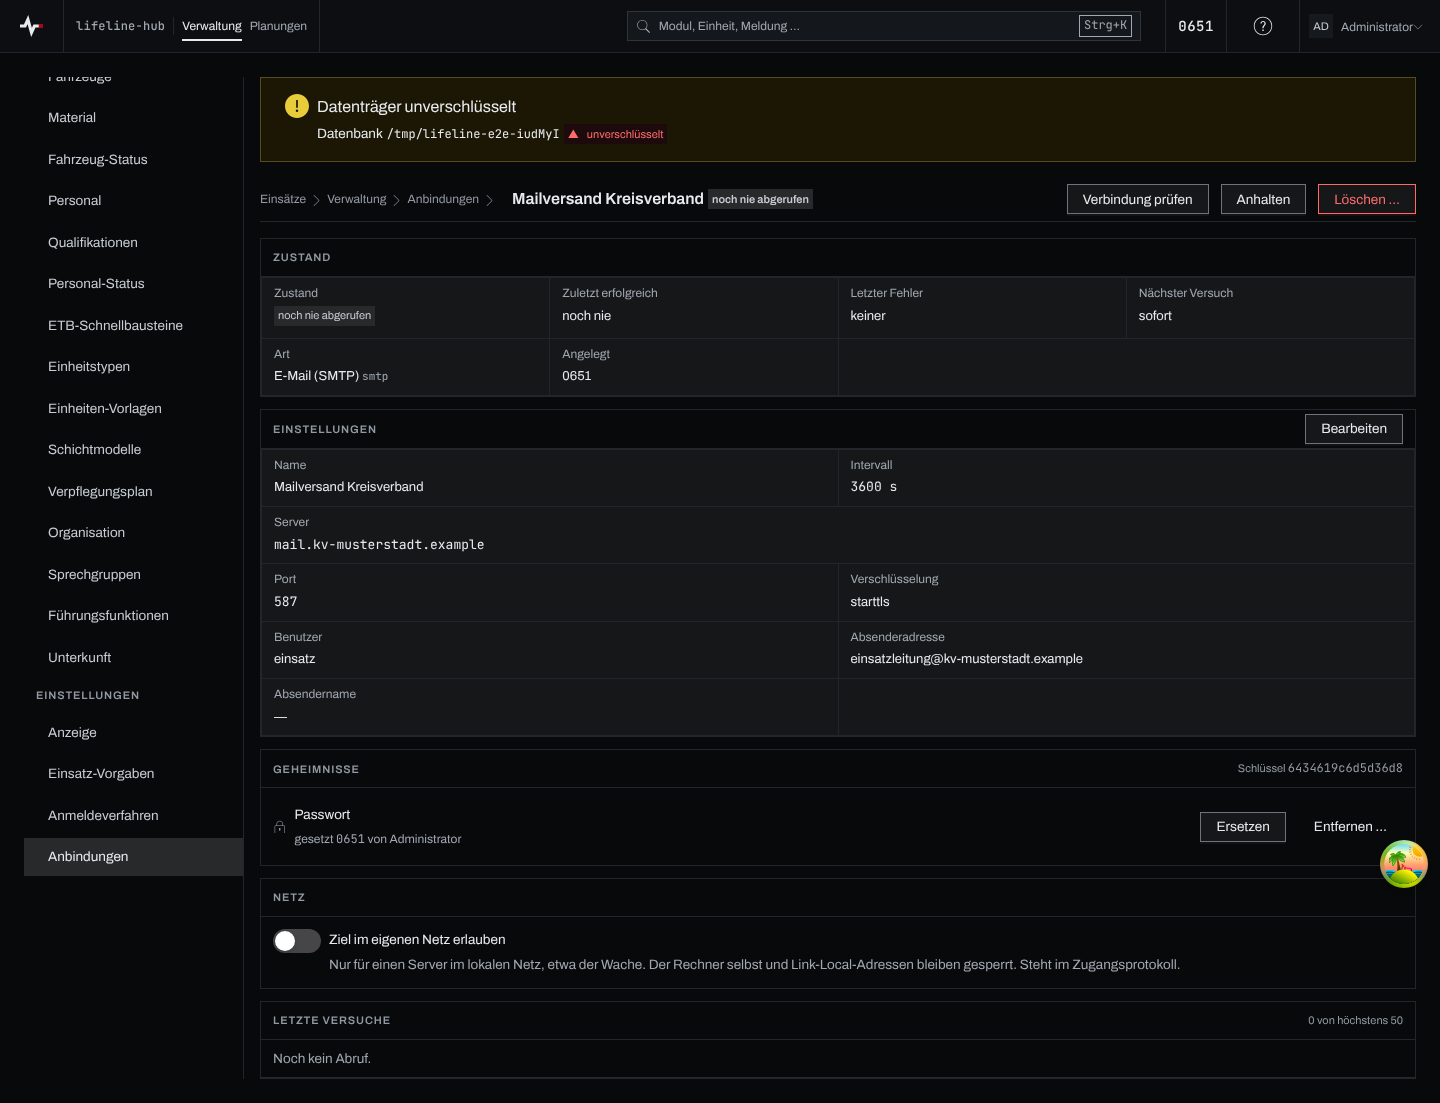 lifeline-hub Verwaltung Planungen
Modul, Einheit, Meldung ... Strg+K
0651
?
AD Administrator
Fahrzeuge
Material
Fahrzeug-Status
Personal
Qualifikationen
Personal-Status
ETB-Schnellbausteine
Einheitstypen
Einheiten-Vorlagen
Schichtmodelle
Verpflegungsplan
Organisation
Sprechgruppen
Führungsfunktionen
Unterkunft
EINSTELLUNGEN
Anzeige
Einsatz-Vorgaben
Anmeldeverfahren
Anbindungen
Datenträger unverschlüsselt
Datenbank /tmp/lifeline-e2e-iudMyI unverschlüsselt
Einsätze Verwaltung Anbindungen Mailversand Kreisverband noch nie abgerufen
Verbindung prüfen Anhalten Löschen ...
ZUSTAND
Zustand
noch nie abgerufen
Zuletzt erfolgreich
noch nie
Letzter Fehler
keiner
Nächster Versuch
sofort
Art
E-Mail (SMTP) smtp
Angelegt
0651
EINSTELLUNGEN
Bearbeiten
Name
Mailversand Kreisverband
Intervall
3600 s
Server
mail.kv-musterstadt.example
Port
587
Verschlüsselung
starttls
Benutzer
einsatz
Absenderadresse
einsatzleitung@kv-musterstadt.example
Absendername
—
GEHEIMNISSE
Schlüssel 6434619c6d5d36d8
Passwort
gesetzt 0651 von Administrator
Ersetzen Entfernen ...
NETZ
Ziel im eigenen Netz erlauben
Nur für einen Server im lokalen Netz, etwa der Wache. Der Rechner selbst und Link-Local-Adressen bleiben gesperrt. Steht im Zugangsprotokoll.
LETZTE VERSUCHE
0 von höchstens 50
Noch kein Abruf.